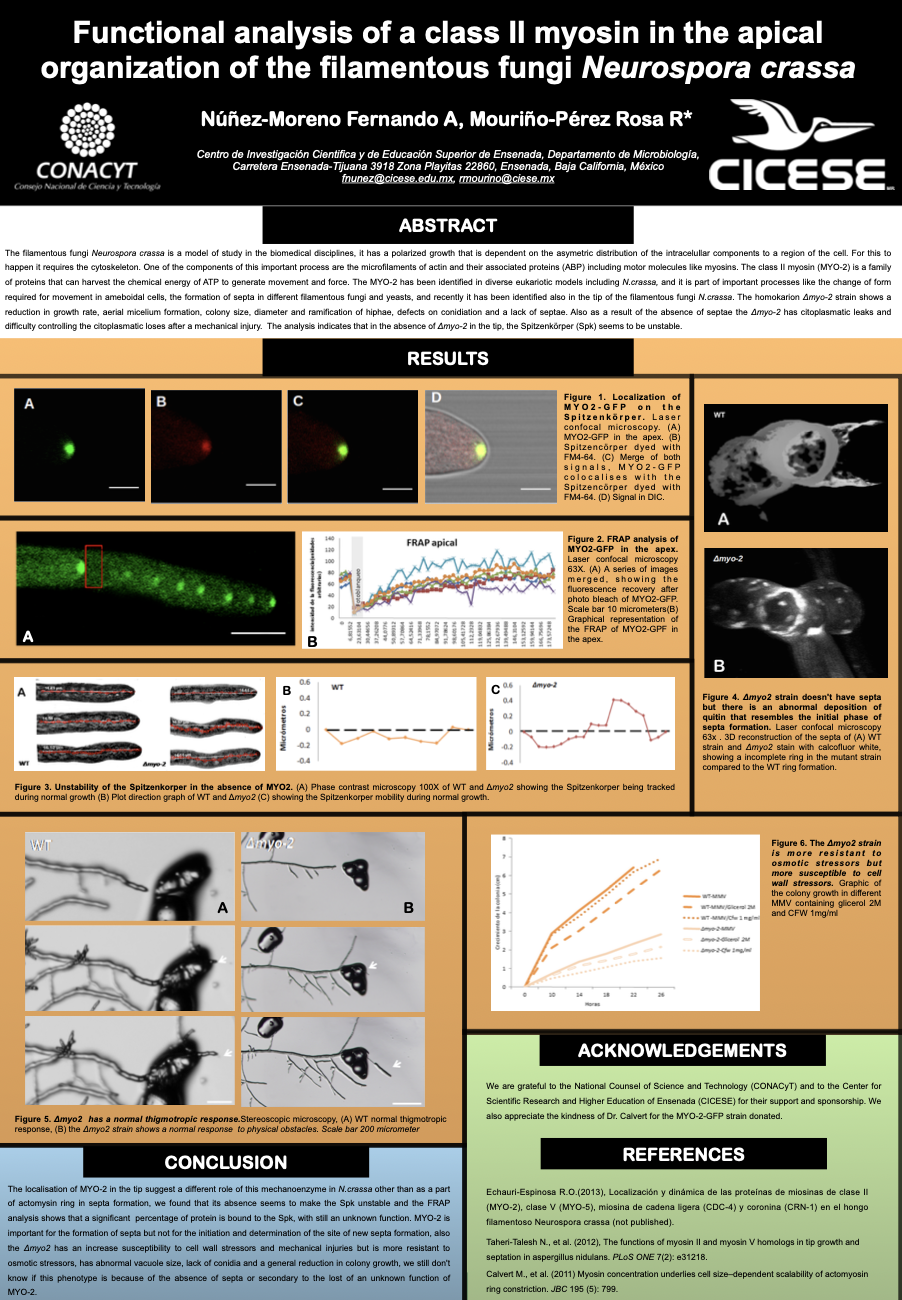 Functional analysis of a class II myosin in the apical
organization of the filamentous fungi Neurospora crassa
Núñez-Moreno Fernando A, Mouriño-Pérez Rosa R*
CONACYT
Consejo Nacional de Ciencia y Tecnología
Centro de Investigación Científica y de Educación Superior de Ensenada, Departamento de Microbiología,
Carretera Ensenada-Tijuana 3918 Zona Playitas 22860, Ensenada, Baja California, México
fnunez@cicese.edu.mx, rmourino@ciese.mx
CICESE
ABSTRACT
The filamentous fungi Neurospora crassa is a model of study in the biomedical disciplines, it has a polarized growth that is dependent on the asymetric distribution of the intracelullar components to a region of the cell. For this to
happen it requires the cytoskeleton. One of the components of this important process are the microfilaments of actin and their associated proteins (ABP) including motor molecules like myosins. The class II myosin (MYO-2) is a family
of proteins that can harvest the chemical energy of ATP to generate movement and force. The MYO-2 has been identified in diverse eukariotic models including N.crassa, and it is part of important processes like the change of form
required for movement in ameboidal cells, the formation of septa in different filamentous fungi and yeasts, and recently it has been identified also in the tip of the filamentous fungi N.crassa. The homokarion Δmyo-2 strain shows a
reduction in growth rate, aerial micelium formation, colony size, diameter and ramification of hiphae, defects on conidiation and a lack of septae. Also as a result of the absence of septae the Δmyo-2 has citoplasmatic leaks and
difficulty controlling the citoplasmatic loses after a mechanical injury. The analysis indicates that in the absence of Δmyo-2 in the tip, the Spitzenkörper (Spk) seems to be unstable.
RESULTS
A
B
C
D
Figure 1. Localization of
MYO2-GFP on the
Spitzenkörper. Laser
confocal microscopy. (A)
MYO2-GFP in the apex. (B)
Spitzencörper dyed with
FM4-64. (C) Merge of both
signals, MYO2-GFP
colocalises with the
Spitzencörper dyed with
FM4-64. (D) Signal in DIC.
A
B
FRAP apical
140
120
100
80
60
40
20
0
Figure 2. FRAP analysis of
MYO2-GFP in the apex.
Laser confocal microscopy
63X. (A) A series of images
merged, showing the
fluorescence recovery after
photo bleach of MYO2-GFP.
Scale bar 10 micrometers(B)
Graphical representation of
the FRAP of MYO2-GPF in
the apex.
A
WT
Δmyo-2
B
WT
Micrómetros
0.6
0.4
0.2
0
-0.2
-0.4
C
Δmyo-2
Micrómetros
0.6
0.4
0.2
0
-0.2
-0.4
Figure 3. Unstability of the Spitzenkorper in the absence of MYO2. (A) Phase contrast microscopy 100X of WT and Δmyo2 showing the Spitzenkorper being tracked
during normal growth (B) Plot direction graph of WT and Δmyo2 (C) showing the Spitzenkorper mobility during normal growth.
WT
A
Δmyo-2
B
Figure 4. Δmyo2 strain doesn't have septa
but there is an abnormal deposition of
quitin that resembles the initial phase of
septa formation. Laser confocal microscopy
63x . 3D reconstruction of the septa of (A) WT
strain and Δmyo2 stain with calcofluor white,
showing a incomplete ring in the mutant strain
compared to the WT ring formation.
WT
A
Δmyo-2
B
Figure 5. Δmyo2 has a normal thigmotropic response.Stereoscopic microscopy, (A) WT normal thigmotropic
response, (B) the Δmyo2 strain shows a normal response to physical obstacles. Scale bar 200 micrometer
Crecimiento de la colonia(cm)
8
7
6
5
4
3
2
1
0
0 10 14 18 22 26
Horas
WT-MMV
WT-MMV/Glicerol 2M
WT-MMV/Cfw 1 mg/ml
Δmyo-2-MMV
Δmyo-2-Glicerol 2M
Δmyo-2-Cfw 1mg/ml
Figure 6. The Δmyo2 strain
is more resistant to
osmotic stressors but
more susceptible to cell
wall stressors. Graphic of
the colony growth in different
MMV containing glicerol 2M
and CFW 1mg/ml
CONCLUSION
The localisation of MYO-2 in the tip suggest a different role of this mechanoenzyme in N.crassa other than as a part
of actomysin ring in septa formation, we found that its absence seems to make the Spk unstable and the FRAP
analysis shows that a significant percentage of protein is bound to the Spk, with still an unknown function. MYO-2 is
important for the formation of septa but not for the initiation and determination of the site of new septa formation, also
the Δmyo2 has an increase susceptibility to cell wall stressors and mechanical injuries but is more resistant to
osmotic stressors, has abnormal vacuole size, lack of conidia and a general reduction in colony growth, we still don't
know if this phenotype is because of the absence of septa or secondary to the lost of an unknown function of
MYO-2.
ACKNOWLEDGEMENTS
We are grateful to the National Counsel of Science and Technology (CONACyT) and to the Center for
Scientific Research and Higher Education of Ensenada (CICESE) for their support and sponsorship. We
also appreciate the kindness of Dr. Calvert for the MYO-2-GFP strain donated.
REFERENCES
Echauri-Espinosa R.O.(2013), Localización y dinámica de las proteínas de miosinas de clase II
(MYO-2), clase V (MYO-5), miosina de cadena ligera (CDC-4) y coronina (CRN-1) en el hongo
filamentoso Neurospora crassa (not published).
Taheri-Talesh N., et al. (2012), The functions of myosin II and myosin V homologs in tip growth and
septation in aspergillus nidulans. PLoS ONE 7(2): e31218.
Calvert M., et al. (2011) Myosin concentration underlies cell size–dependent scalability of actomyosin
ring constriction. JBC 195 (5): 799.